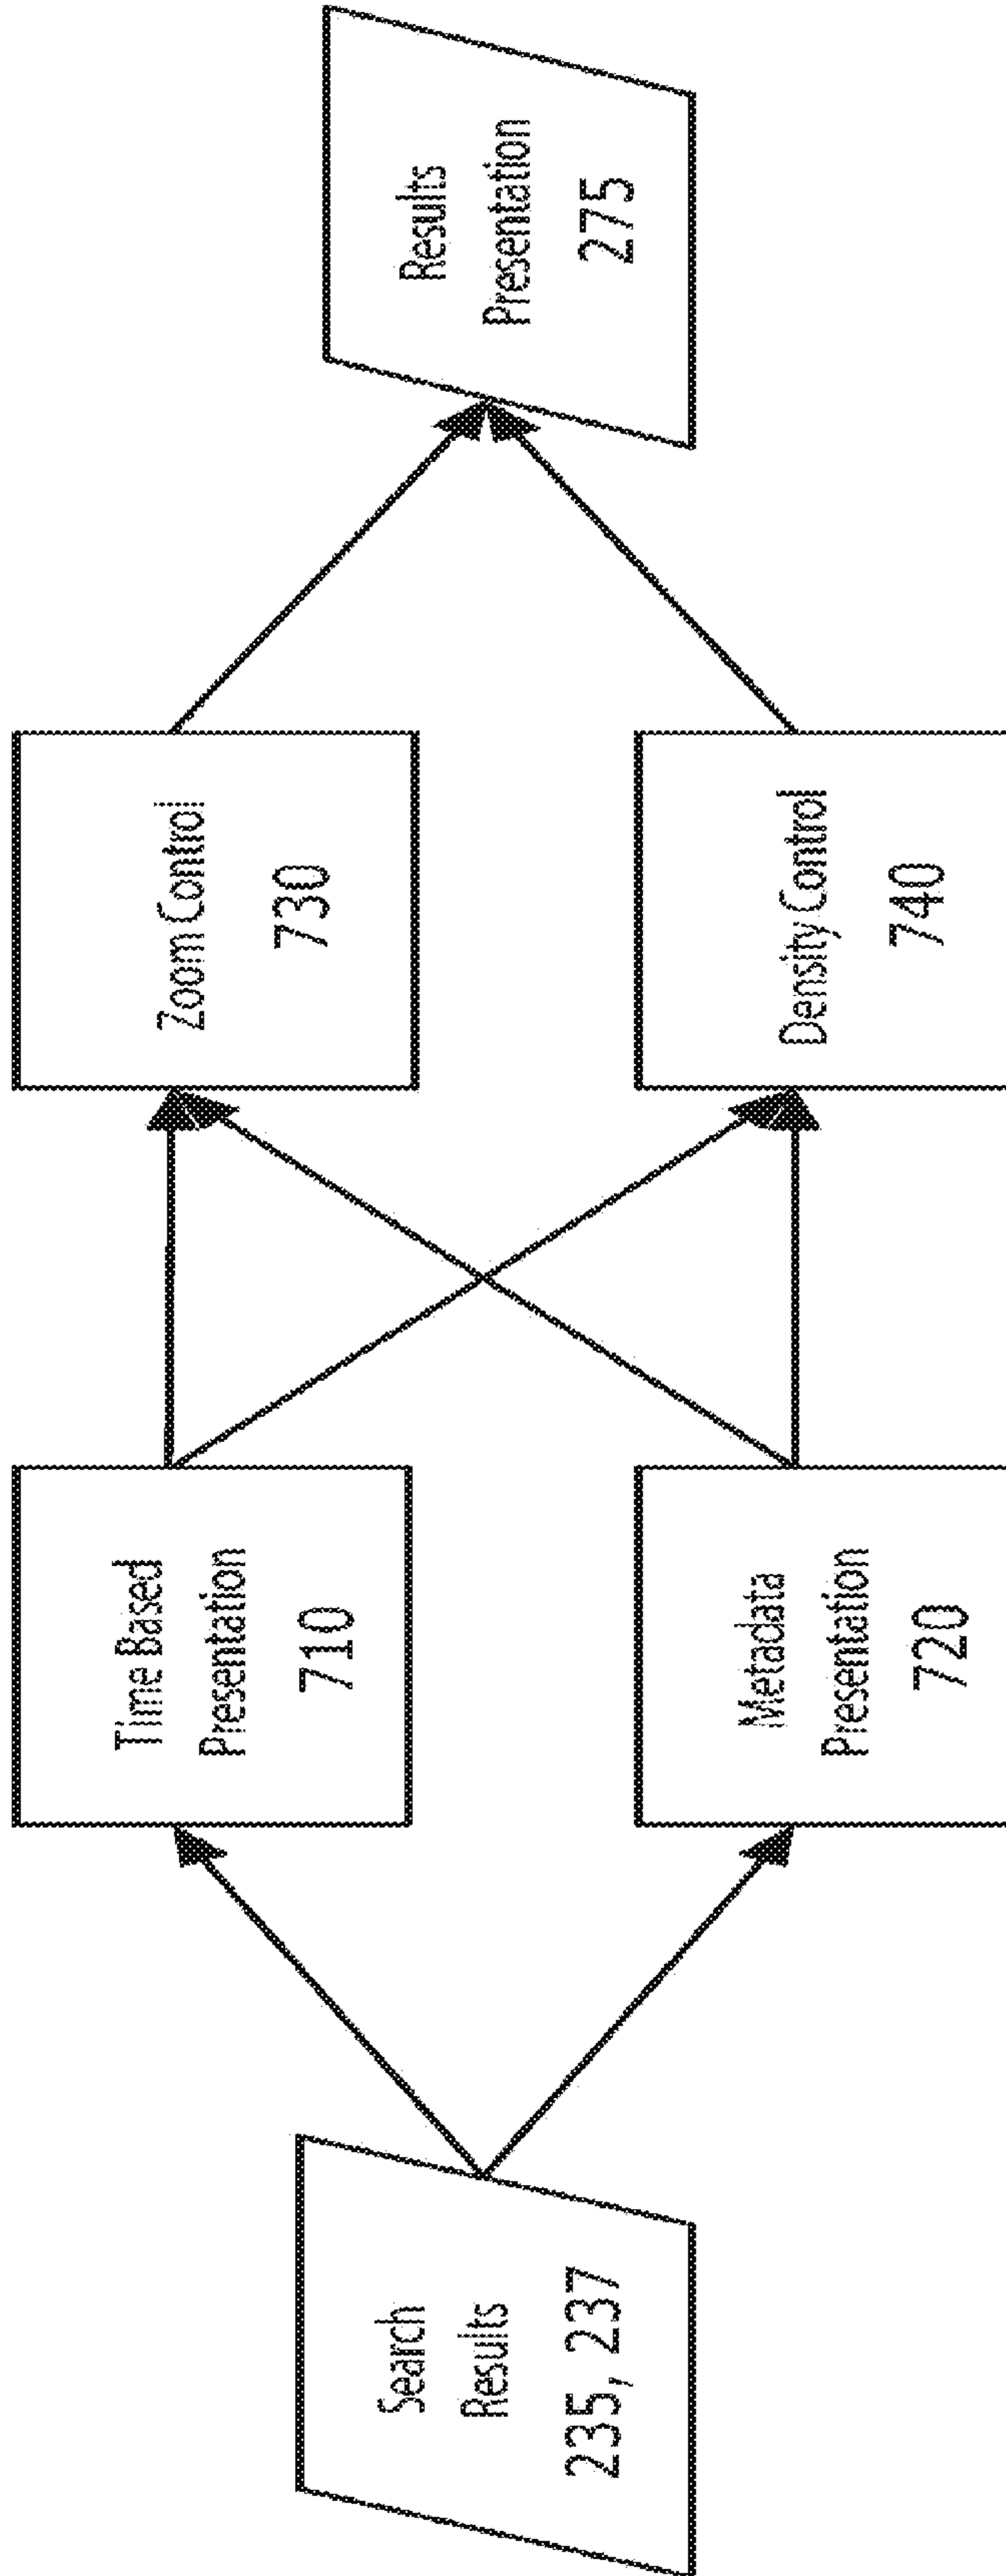 Search
Results
235, 237
Time Based
Presentation
710
Metadata
Presentation
720
Zoom Control
730
Density Control
740
Results
Presentation
275